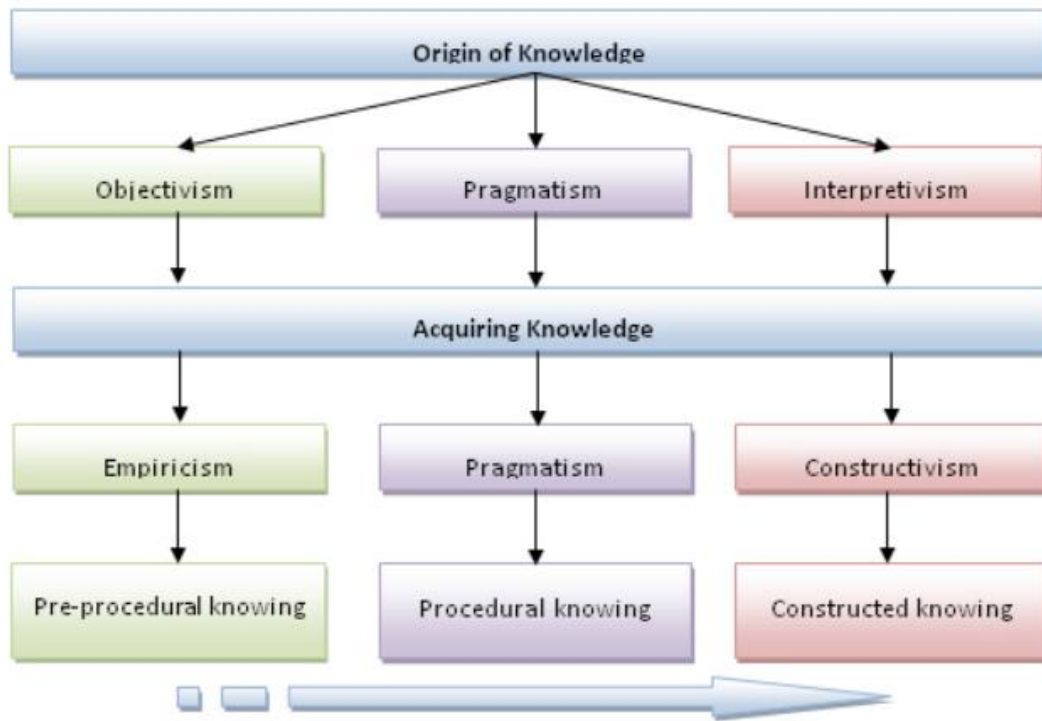 Origin of Knowledge
Objectivism
Pragmatism
Interpretivism
Acquiring Knowledge
Empiricism
Pragmatism
Constructivism
Pre-procedural knowing
Procedural knowing
Constructed knowing